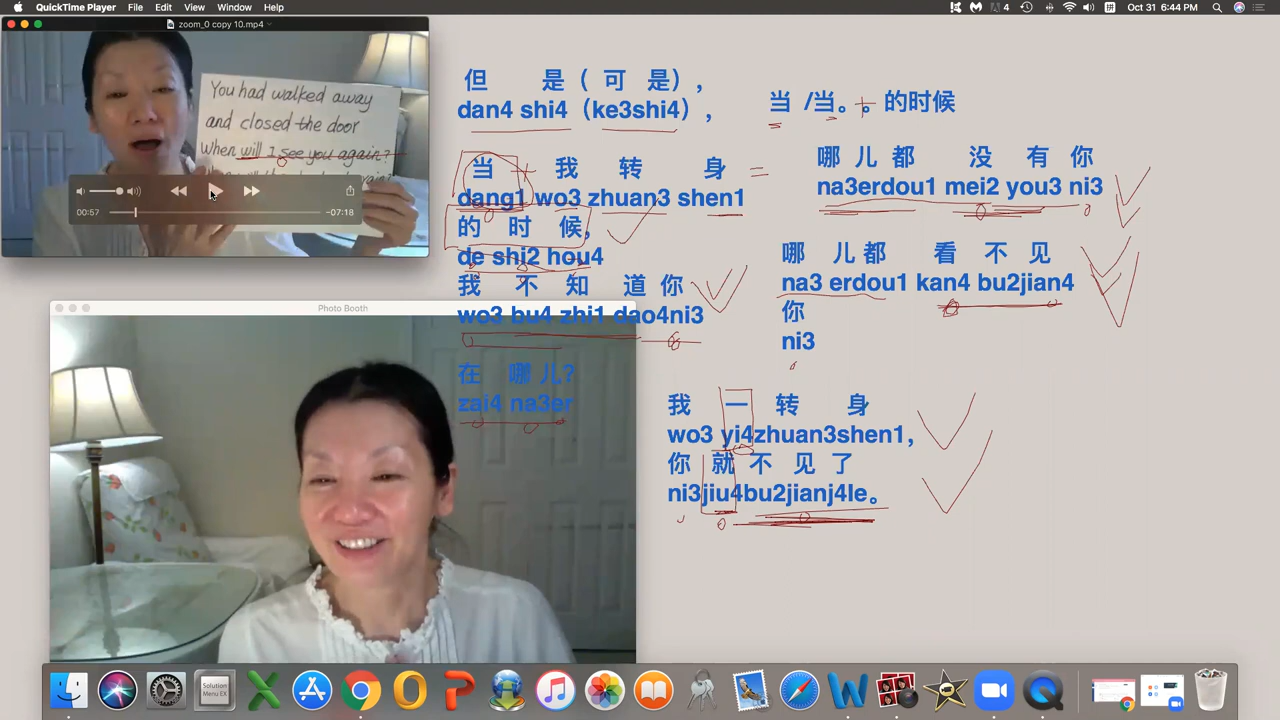 QuickTime Player File Edit View Window Help
4
Oct 31 6:44 PM
zoom_0 copy 10.mp4
You had walked away
and closed the door
When will I see you again?
00:57
-07:18
Photo Booth
但 是（可 是），
dan4 shi4（ke3shi4），
当 我 转 身
dang1 wo3 zhuan3 shen1
的 时 候，
de shi2 hou4
我 不 知 道 你
wo3 bu4 zhi1 dao4ni3
在 哪 儿？
zai4 na3er
当 /当。。的时候
哪 儿 都 没 有 你
na3erdou1 mei2 you3 ni3
哪 儿 都 看 不 见
na3 erdou1 kan4 bu2jian4
你
ni3
我 一 转 身
wo3 yi4zhuan3shen1，
你 就 不 见 了
ni3jiu4bu2jianj4le。
Solution
Menu EX